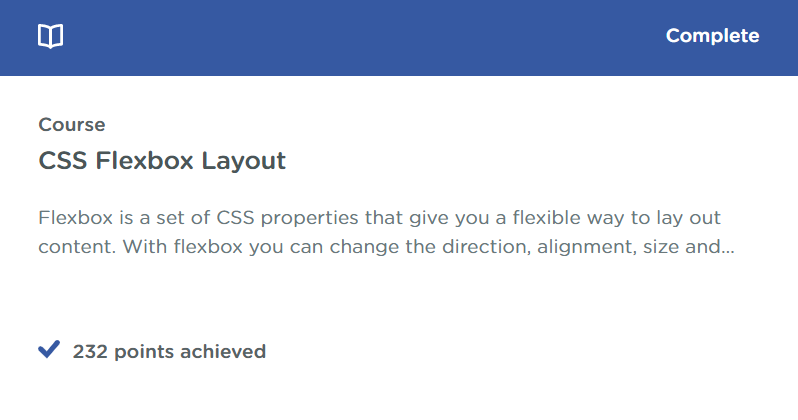 Complete
Course
CSS Flexbox Layout
Flexbox is a set of CSS properties that give you a flexible way to lay out
content. With flexbox you can change the direction, alignment, size and...
232 points achieved